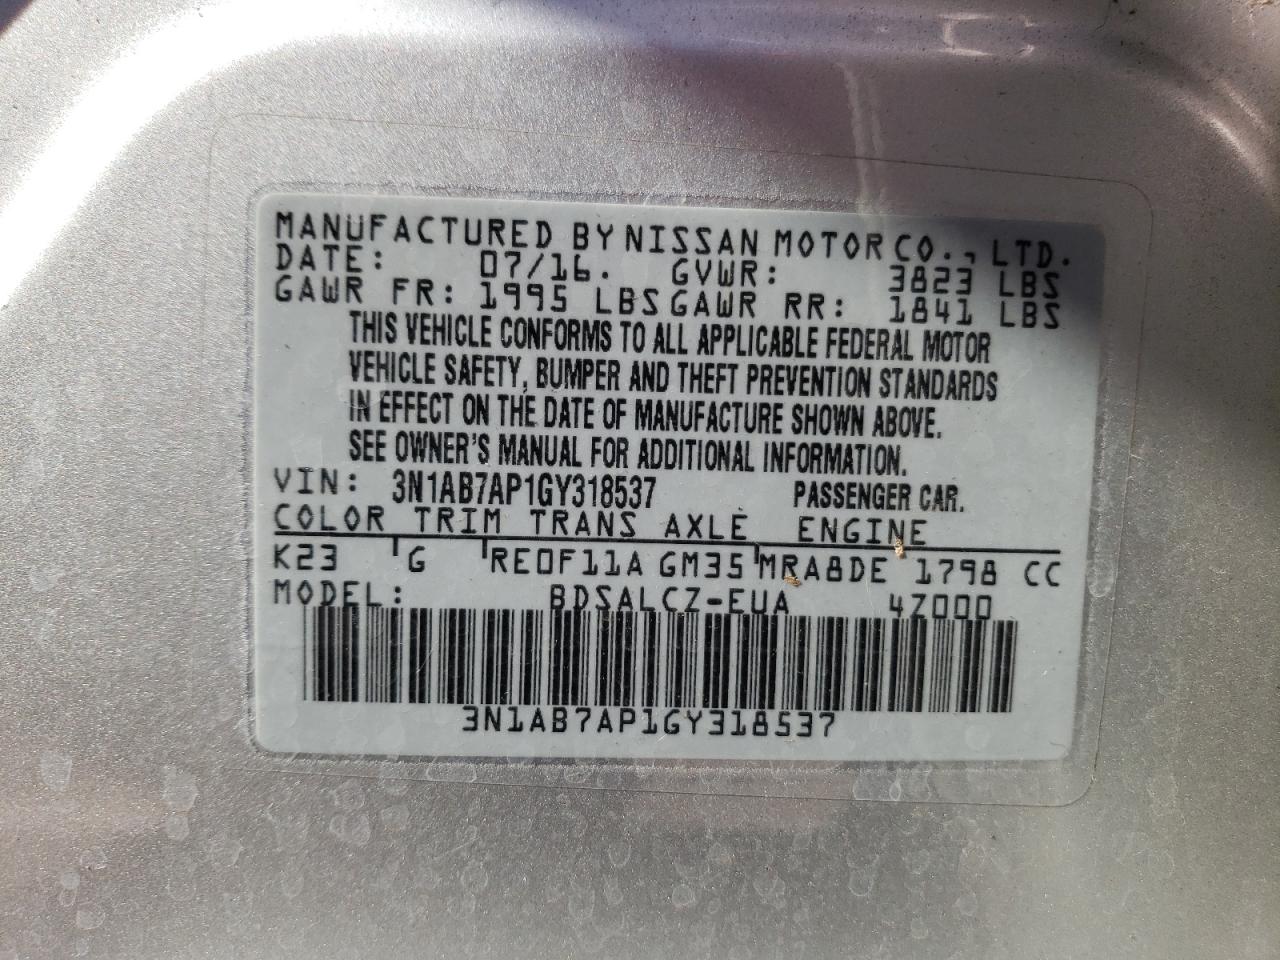 MANUFACTURED BY NISSAN MOTOR CO., LTD.
DATE: 07/16. GVWR: 3823 LBS
GAWR FR: 1995 LBS GAWR RR: 1841 LBS
THIS VEHICLE CONFORMS TO ALL APPLICABLE FEDERAL MOTOR
VEHICLE SAFETY, BUMPER AND THEFT PREVENTION STANDARDS
IN EFFECT ON THE DATE OF MANUFACTURE SHOWN ABOVE.
SEE OWNER'S MANUAL FOR ADDITIONAL INFORMATION.
VIN: 3N1AB7AP1GY318537 PASSENGER CAR.
COLOR TRIM TRANS AXLE ENGINE
K23 G RE0F11A GM35 MRA8DE 1798 CC
MODEL: BDSALCZ-EUA 4Z000
3N1AB7AP1GY318537